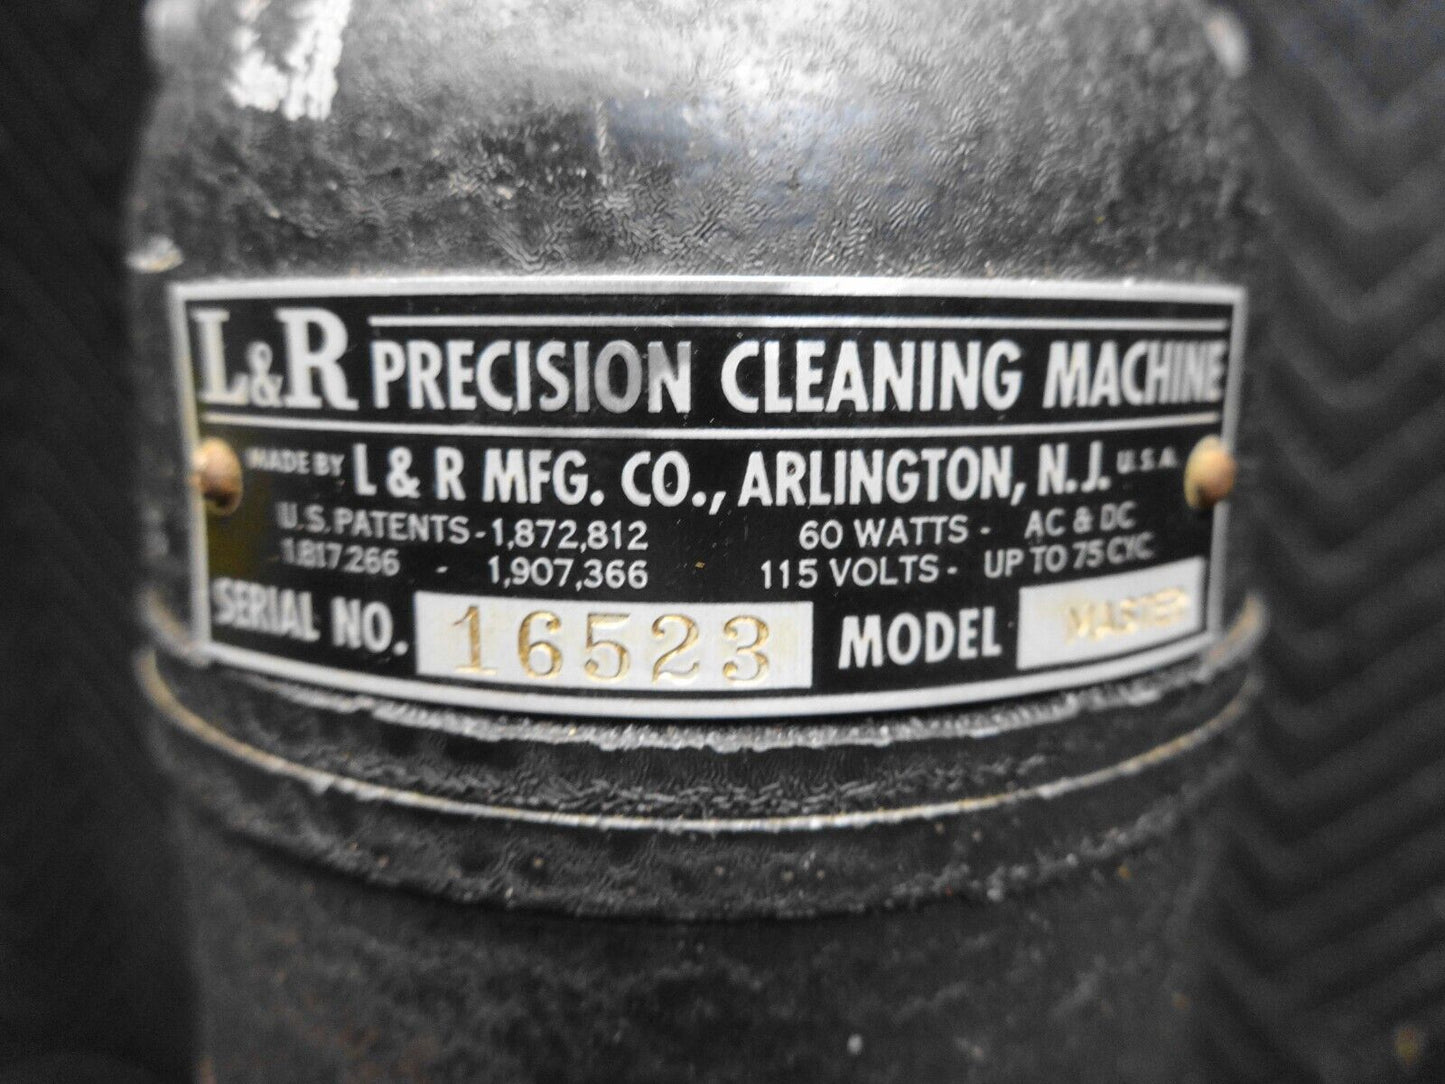 L&R PRECISION CLEANING MACHINE
MADE BY L & R MFG. CO., ARLINGTON, N.J. U.S.A.
U.S. PATENTS - 1,872,812 60 WATTS - AC & DC
1,817,266 - 1,907,366 115 VOLTS - UP TO 75 CYC
SERIAL NO. 16523 MODEL MASTER